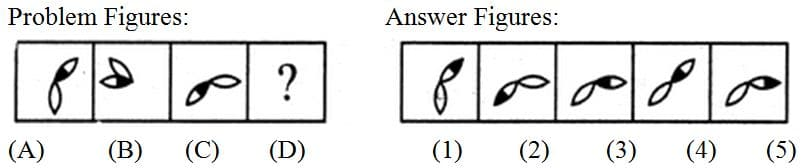 Problem Figures: Answer Figures:
?
(A) (B) (C) (D) (1) (2) (3) (4) (5)